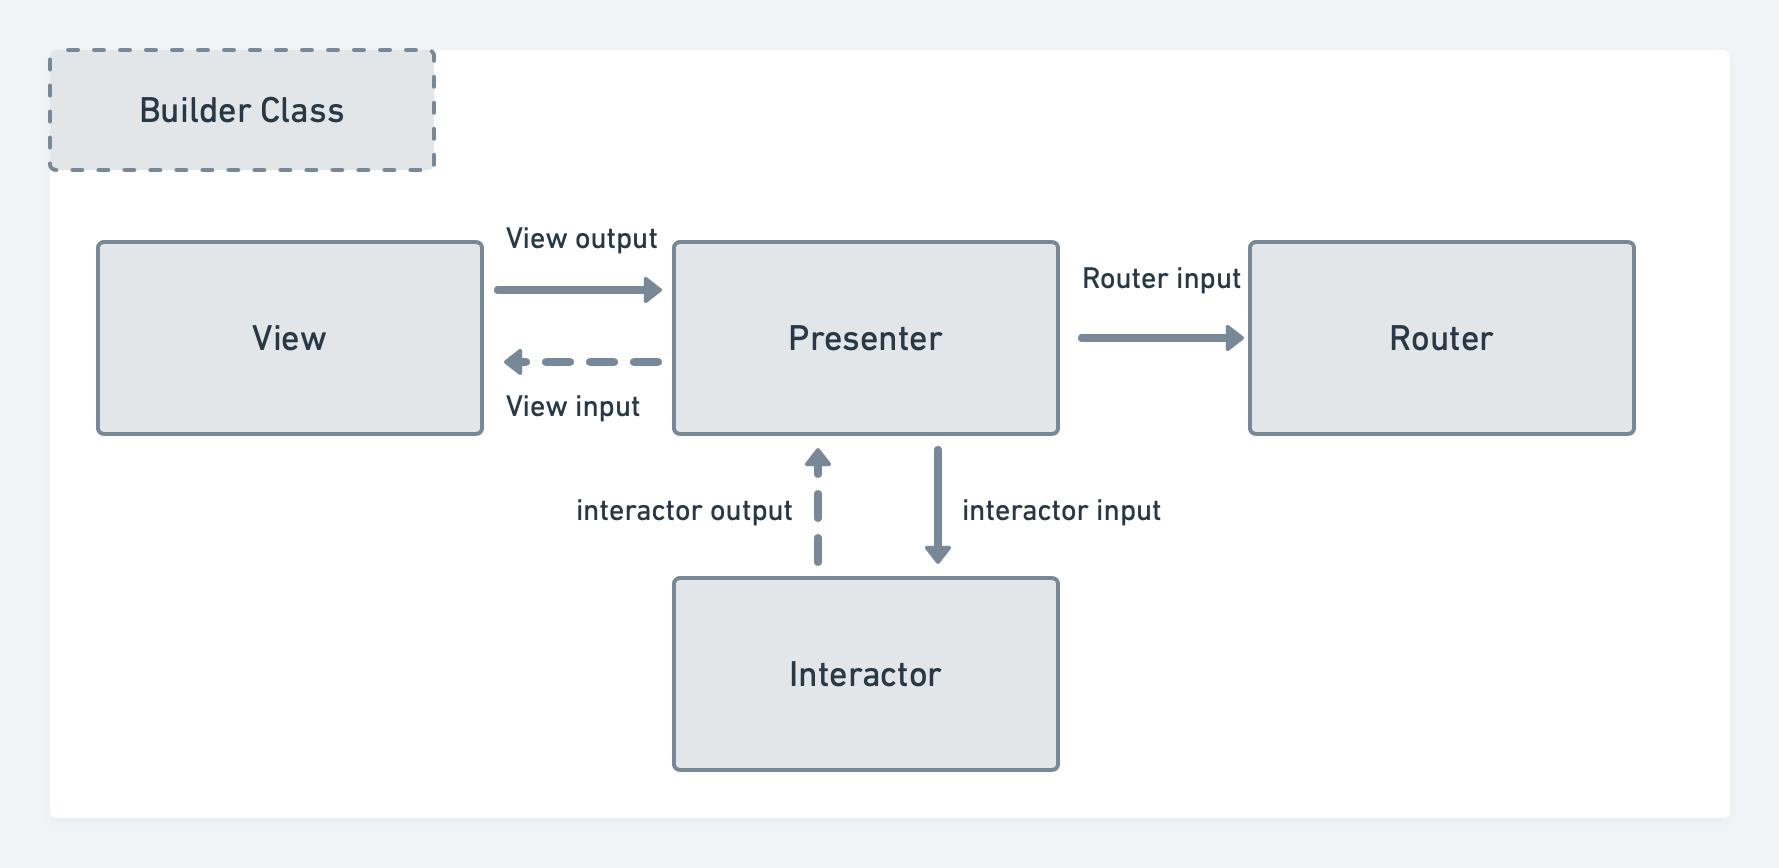 Builder Class
View output
Router input
View
Presenter
Router
View input
interactor output
interactor input
Interactor